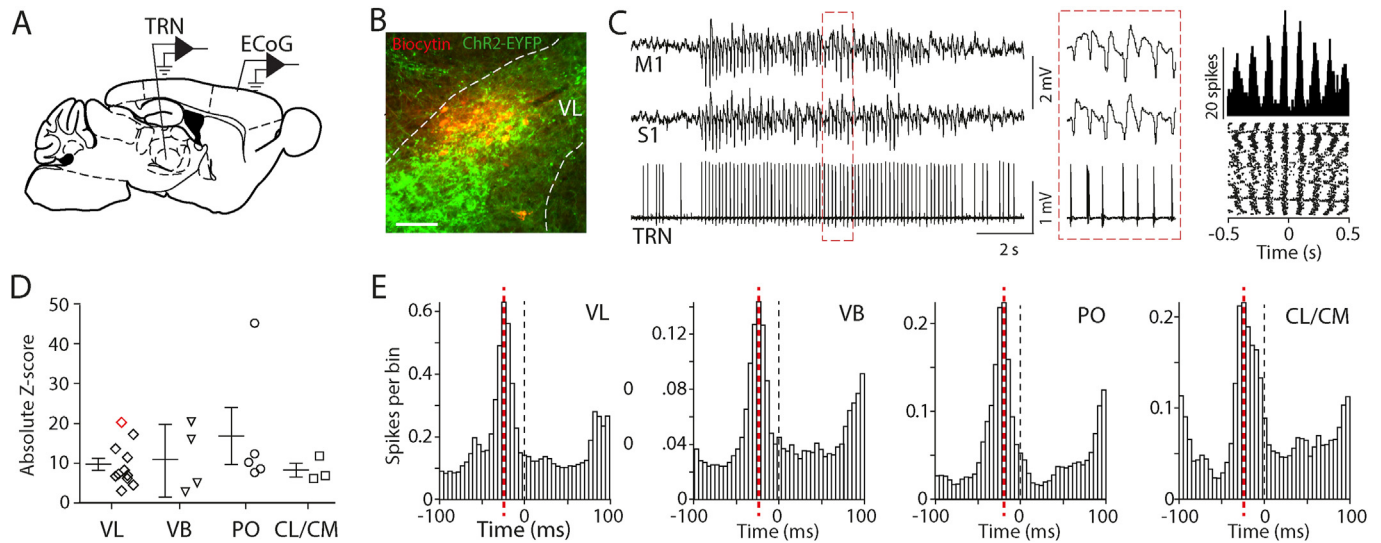 A
TRN
ECoG
B
Biocytin ChR2-EYFP
VL
C
M1
S1
TRN
2 mV
1 mV
2 s
20 spikes
-0.5 0 0.5
Time (s)
D
Absolute Z-score
50
40
30
20
10
0
VL VB PO CL/CM
E
Spikes per bin
VL
0.6
0.4
0.2
0
-100 Time (ms) 100
0
0
VB
0.12
.08
.04
0
-100 0 100
Time (ms)
PO
0.2
0.1
0
-100 0 100
Time (ms)
CL/CM
0.2
0.1
0
-100 0 100
Time (ms)